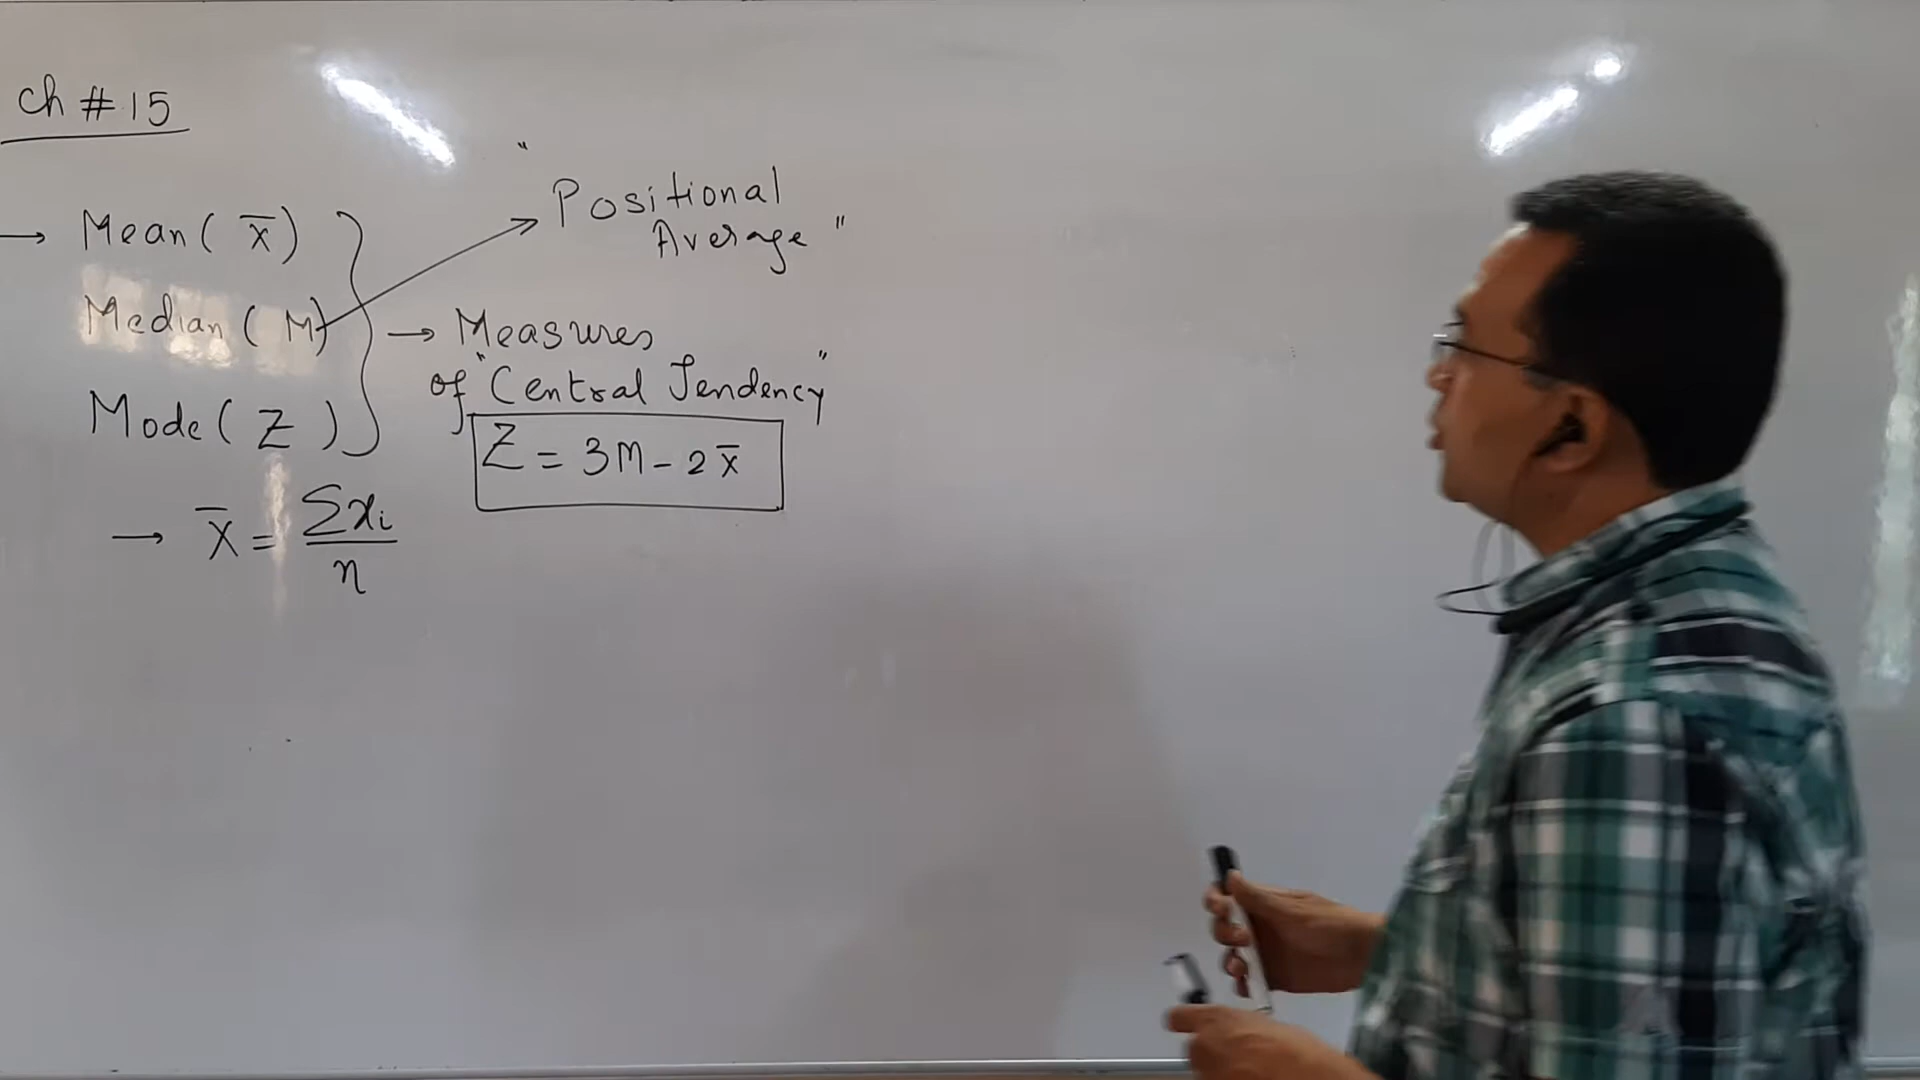 Ch # 15
" Positional
Average "
→ Mean ( x̄ )
Median ( M )
Mode ( Z )
→ Measures
of "Central Tendency"
Z = 3M - 2x̄
→ x̄ = Σxi / n